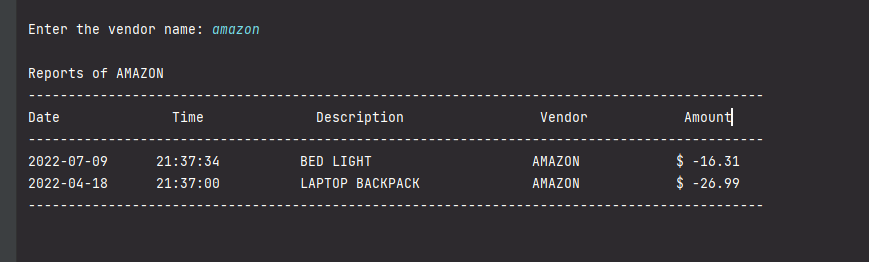 Enter the vendor name: amazon
Reports of AMAZON
--------------------------------------------------------------------------------------------
Date              Time              Description                 Vendor            Amount
--------------------------------------------------------------------------------------------
2022-07-09      21:37:34          BED LIGHT                    AMAZON            $ -16.31
2022-04-18      21:37:00          LAPTOP BACKPACK              AMAZON            $ -26.99
--------------------------------------------------------------------------------------------